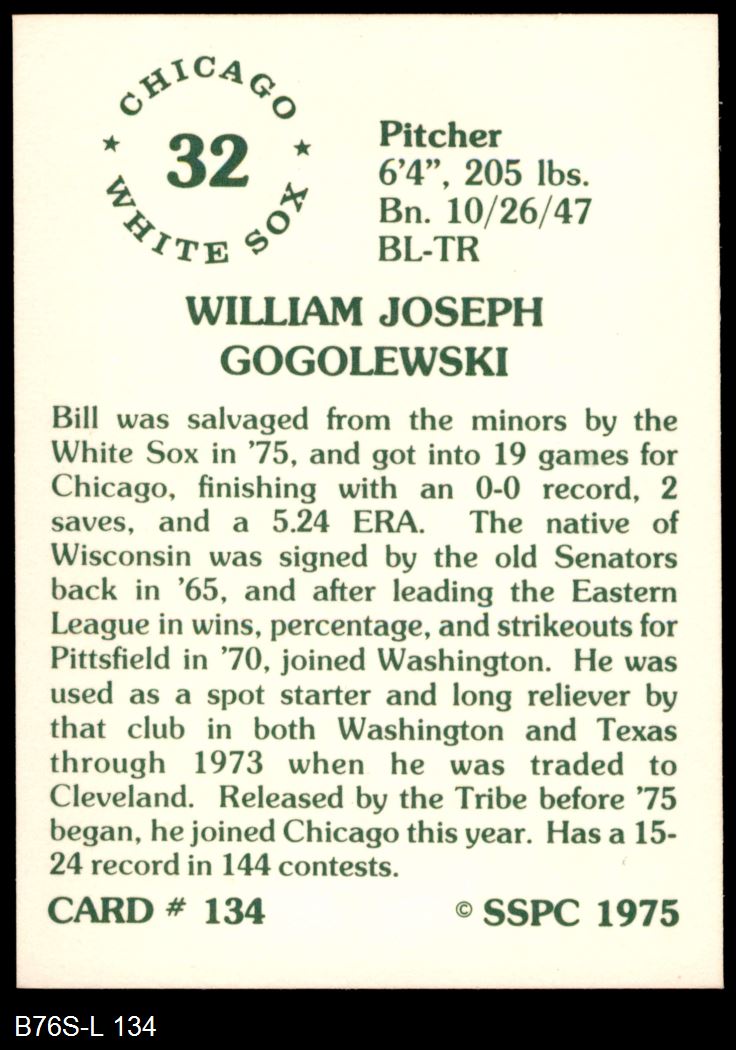 CHICAGO
32
WHITE SOX
Pitcher
6'4”, 205 lbs.
Bn. 10/26/47
BL-TR
WILLIAM JOSEPH
GOGOLEWSKI
Bill was salvaged from the minors by the
White Sox in ’75, and got into 19 games for
Chicago, finishing with an 0-0 record, 2
saves, and a 5.24 ERA. The native of
Wisconsin was signed by the old Senators
back in ’65, and after leading the Eastern
League in wins, percentage, and strikeouts for
Pittsfield in ’70, joined Washington. He was
used as a spot starter and long reliever by
that club in both Washington and Texas
through 1973 when he was traded to
Cleveland. Released by the Tribe before ’75
began, he joined Chicago this year. Has a 15-
24 record in 144 contests.
CARD # 134
© SSPC 1975
B76S-L 134